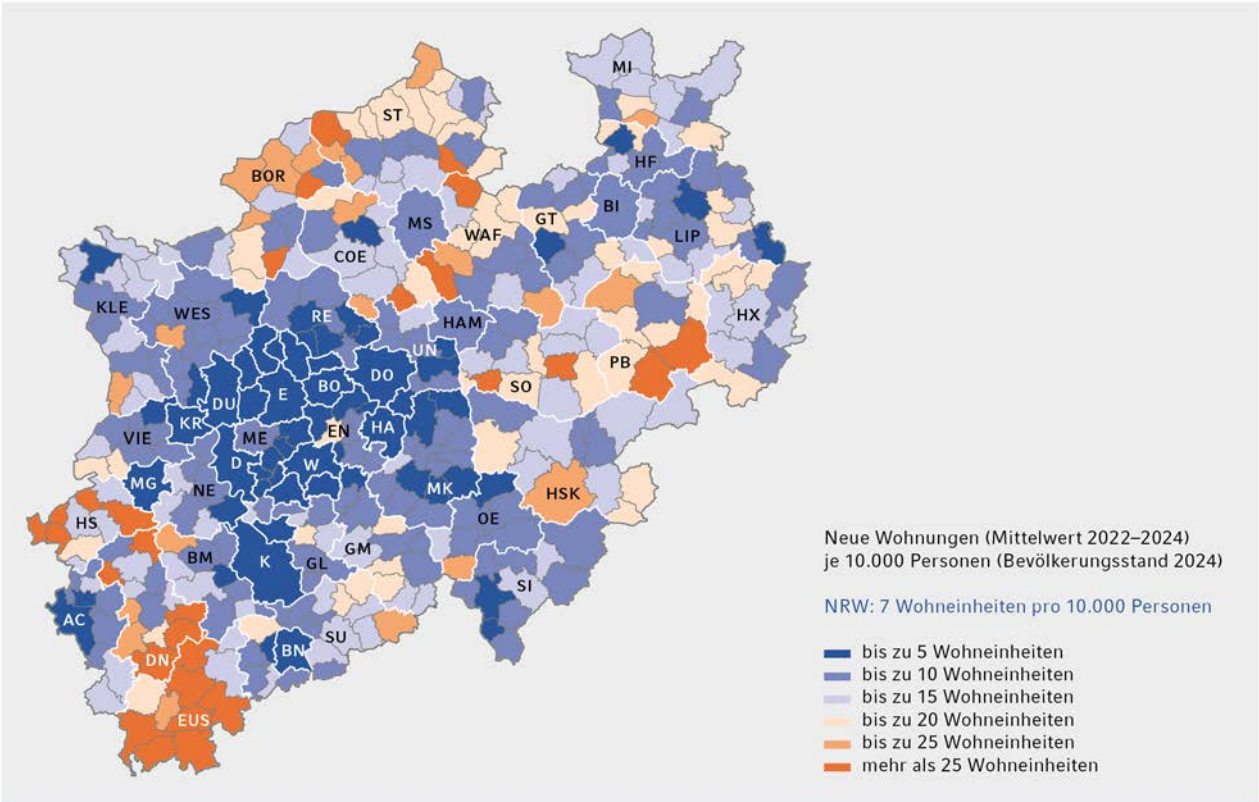 MI
ST
HF
BOR
BI
GT
MS
WAF
LIP
COE
KLE
WES
RE
HX
HAM
UN
PB
DO
BO
SO
E
DU
KR
HA
EN
VIE
ME
D
W
MG
NE
MK
HSK
HS
OE
GM
BM
K
GL
SI
AC
SU
BN
DN
EUS
Neue Wohnungen (Mittelwert 2022–2024)
je 10.000 Personen (Bevölkerungsstand 2024)
NRW: 7 Wohneinheiten pro 10.000 Personen
bis zu 5 Wohneinheiten
bis zu 10 Wohneinheiten
bis zu 15 Wohneinheiten
bis zu 20 Wohneinheiten
bis zu 25 Wohneinheiten
mehr als 25 Wohneinheiten